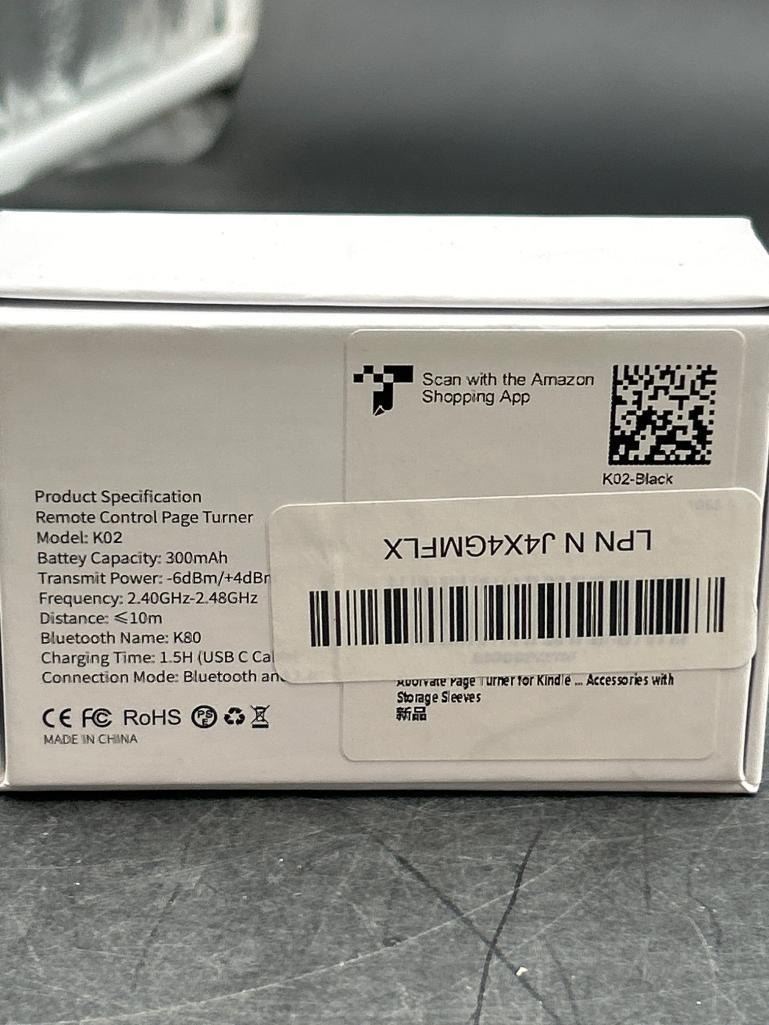 Scan with the Amazon
Shopping App
K02-Black
Product Specification
Remote Control Page Turner
Model: K02
Battey Capacity: 300mAh
Transmit Power: -6dBm/+4dBr
Frequency: 2.40GHz-2.48GHz
Distance: ≤10m
Bluetooth Name: K80
Charging Time: 1.5H (USB C Ca
Connection Mode: Bluetooth an
CE FC RoHS PSE
MADE IN CHINA
LPN N J4X4GMFLX
Page Turner for Kindle ... Accessories with
Storage Sleeves
新品